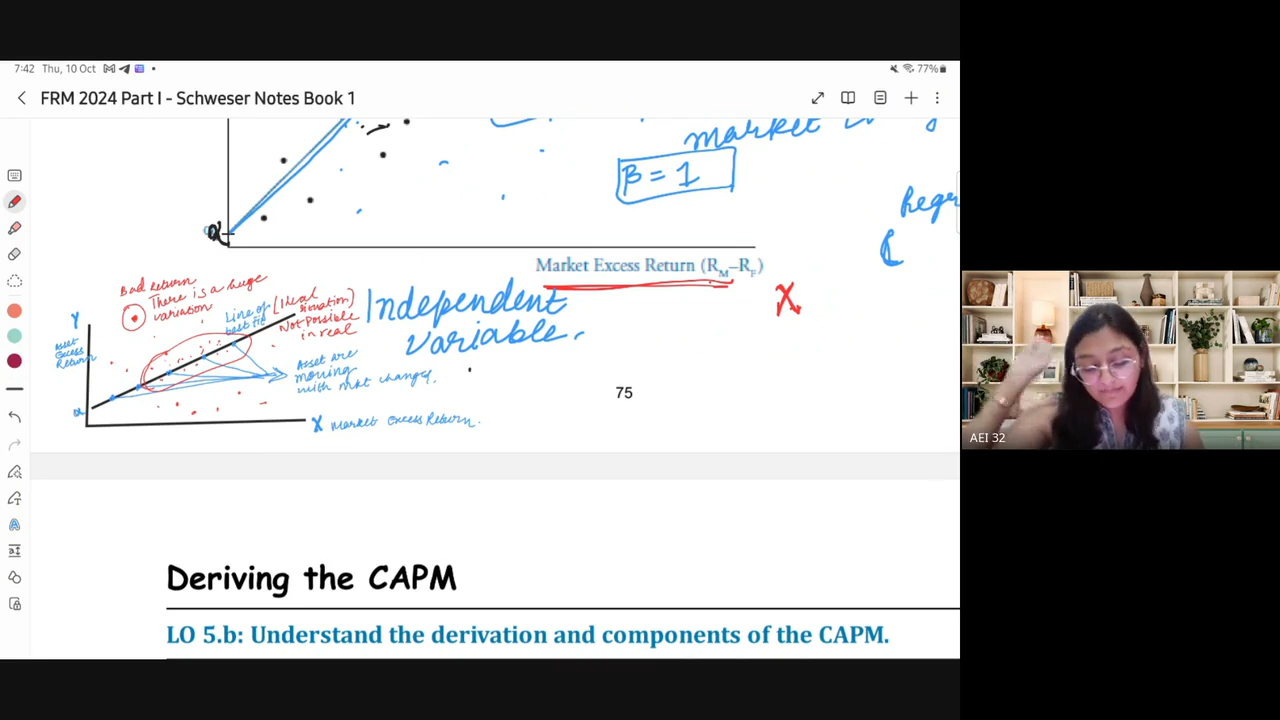 7:42 Thu, 10 Oct
77%
FRM 2024 Part I - Schweser Notes Book 1
market
β = 1
α
Market Excess Return (RM–RF)
X
Independent
variable.
Bad return
There is a huge
variation
Line of
best fit
[Ideal
situation)
Not Possible
in real
Y
Asset
Excess
Return
Asset are
moving
with mkt changes.
α
X Market Excess Return.
75
Deriving the CAPM
LO 5.b: Understand the derivation and components of the CAPM.
AEI 32